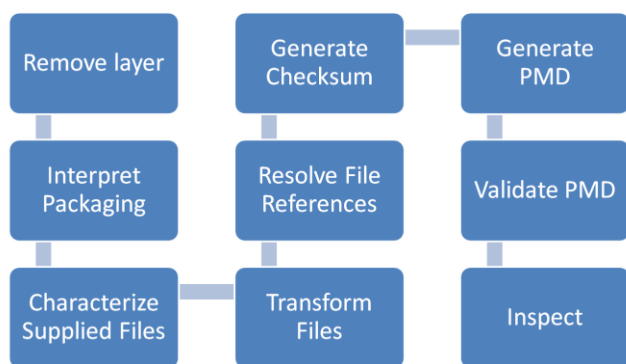 Remove layer
Interpret
Packaging
Characterize
Supplied Files
Transform
Files
Resolve File
References
Generate
Checksum
Generate
PMD
Validate PMD
Inspect